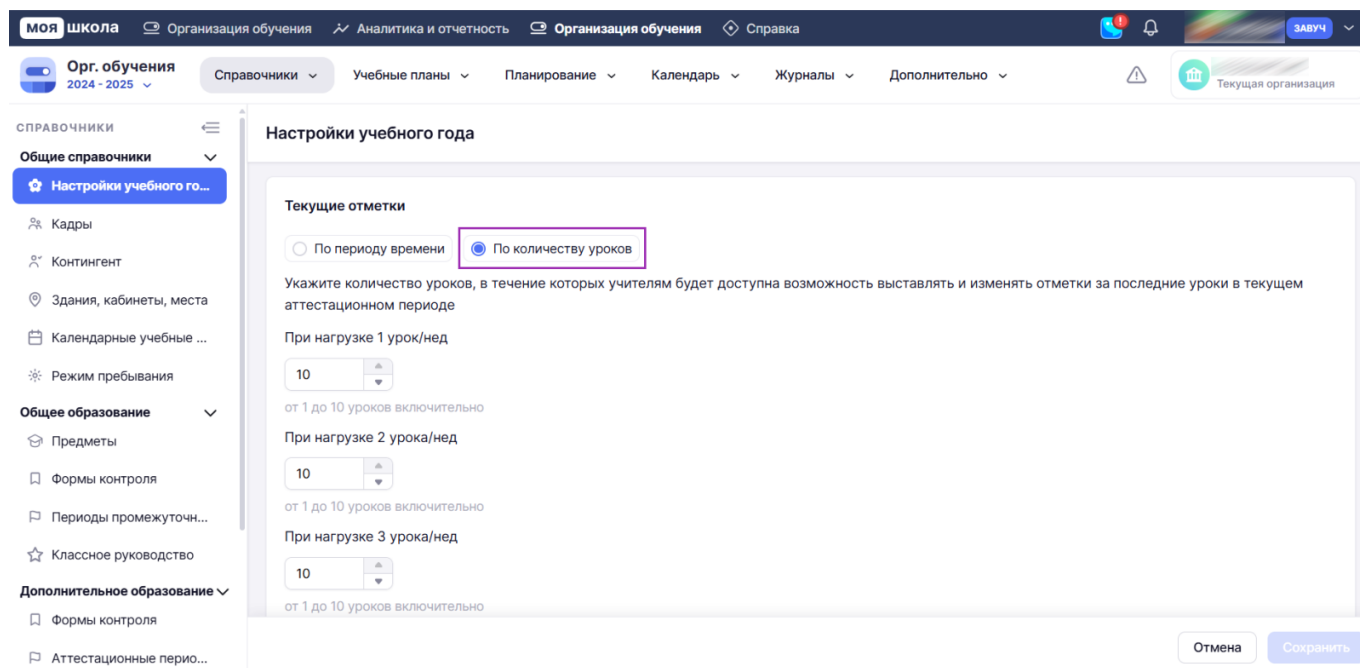 моя школа Организация обучения Аналитика и отчетность Организация обучения Справка ЗАВУЧ
Орг. обучения
2024 - 2025
Справочники Учебные планы Планирование Календарь Журналы Дополнительно
Текущая организация
СПРАВОЧНИКИ
Общие справочники
Настройки учебного го...
Кадры
Контингент
Здания, кабинеты, места
Календарные учебные ...
Режим пребывания
Общее образование
Предметы
Формы контроля
Периоды промежуточн...
Классное руководство
Дополнительное образование
Формы контроля
Аттестационные перио...
Настройки учебного года
Текущие отметки
По периоду времени По количеству уроков
Укажите количество уроков, в течение которых учителям будет доступна возможность выставлять и изменять отметки за последние уроки в текущем
аттестационном периоде
При нагрузке 1 урок/нед
10
от 1 до 10 уроков включительно
При нагрузке 2 урока/нед
10
от 1 до 10 уроков включительно
При нагрузке 3 урока/нед
10
от 1 до 10 уроков включительно
Отмена Сохранить